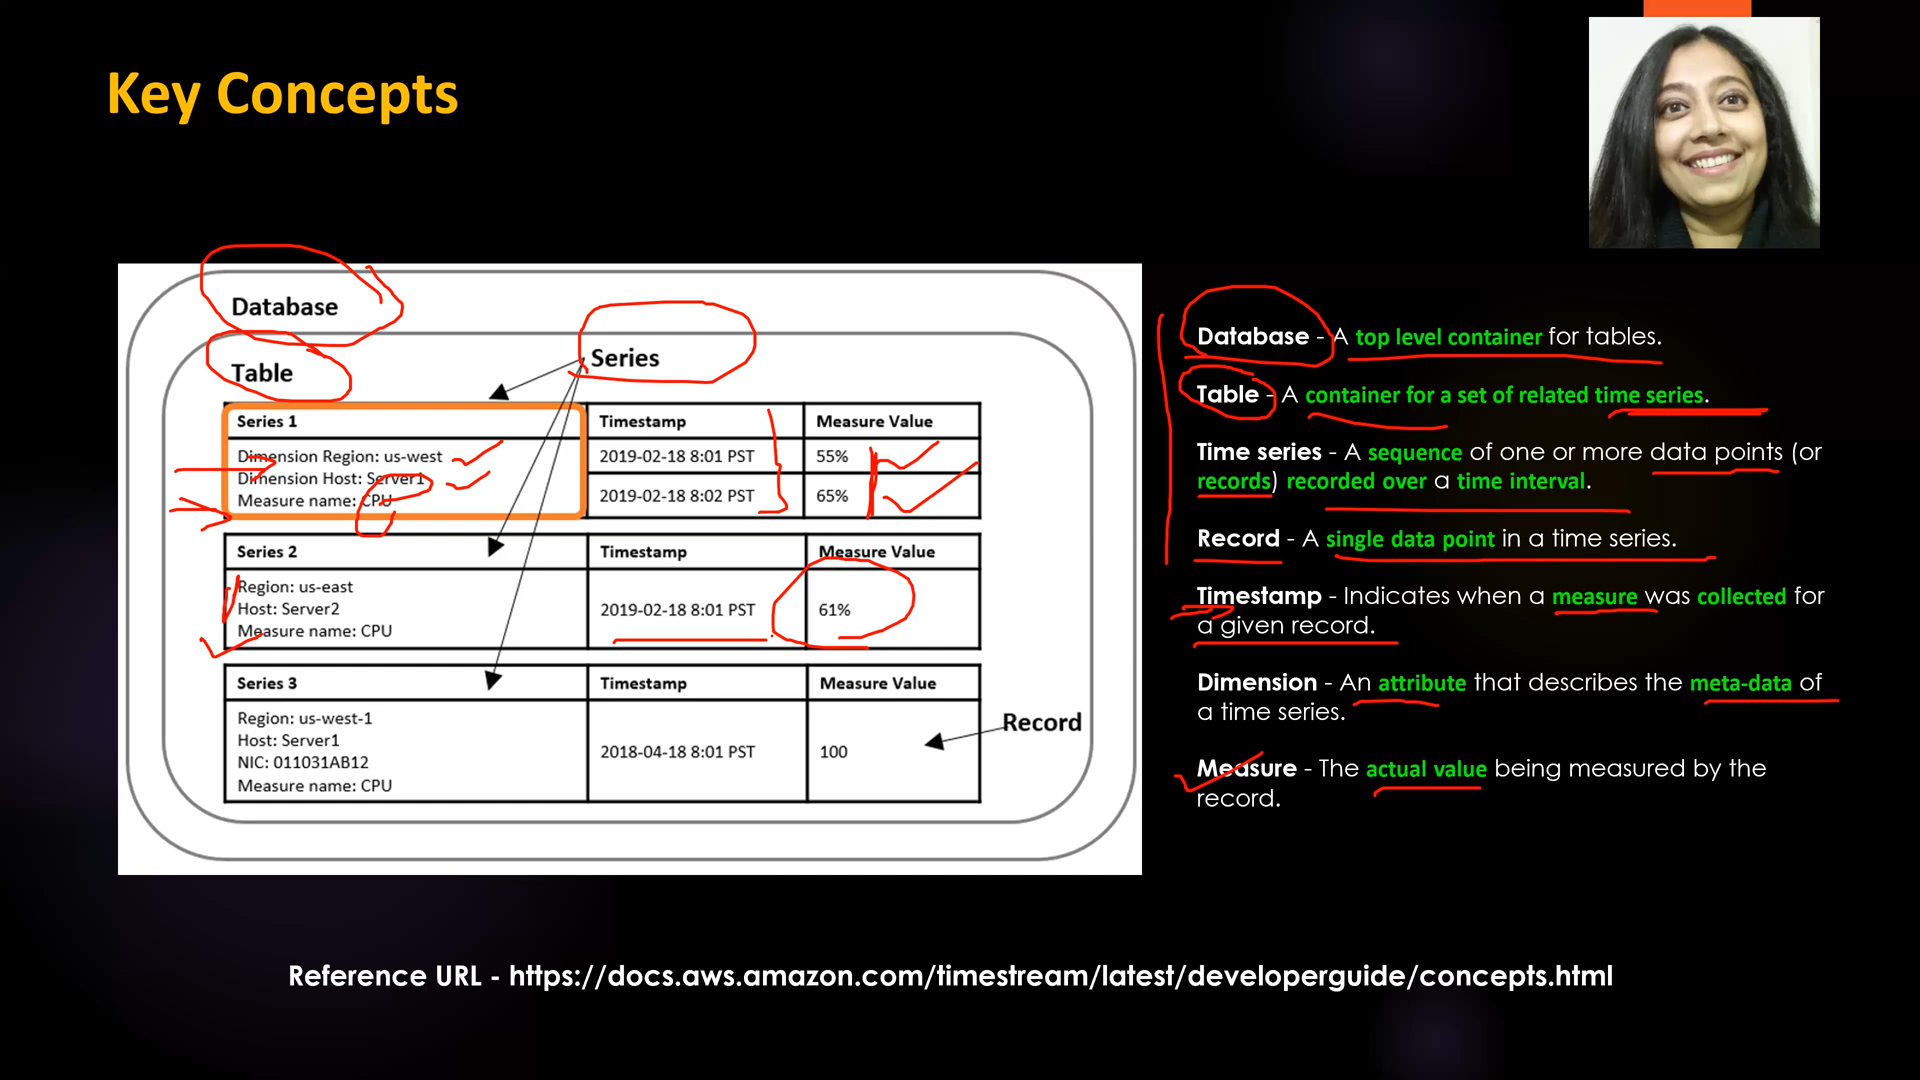 Key Concepts
Database
Table
Series
Series 1
Timestamp
Measure Value
Dimension Region: us-west
Dimension Host: Server1
Measure name: CPU
2019-02-18 8:01 PST
55%
2019-02-18 8:02 PST
65%
Series 2
Timestamp
Measure Value
Region: us-east
Host: Server2
Measure name: CPU
2019-02-18 8:01 PST
61%
Series 3
Timestamp
Measure Value
Region: us-west-1
Host: Server1
NIC: 011031AB12
Measure name: CPU
2018-04-18 8:01 PST
100
Record
Database - A top level container for tables.
Table - A container for a set of related time series.
Time series - A sequence of one or more data points (or
records) recorded over a time interval.
Record - A single data point in a time series.
Timestamp - Indicates when a measure was collected for
a given record.
Dimension - An attribute that describes the meta-data of
a time series.
Measure - The actual value being measured by the
record.
Reference URL - https://docs.aws.amazon.com/timestream/latest/developerguide/concepts.html